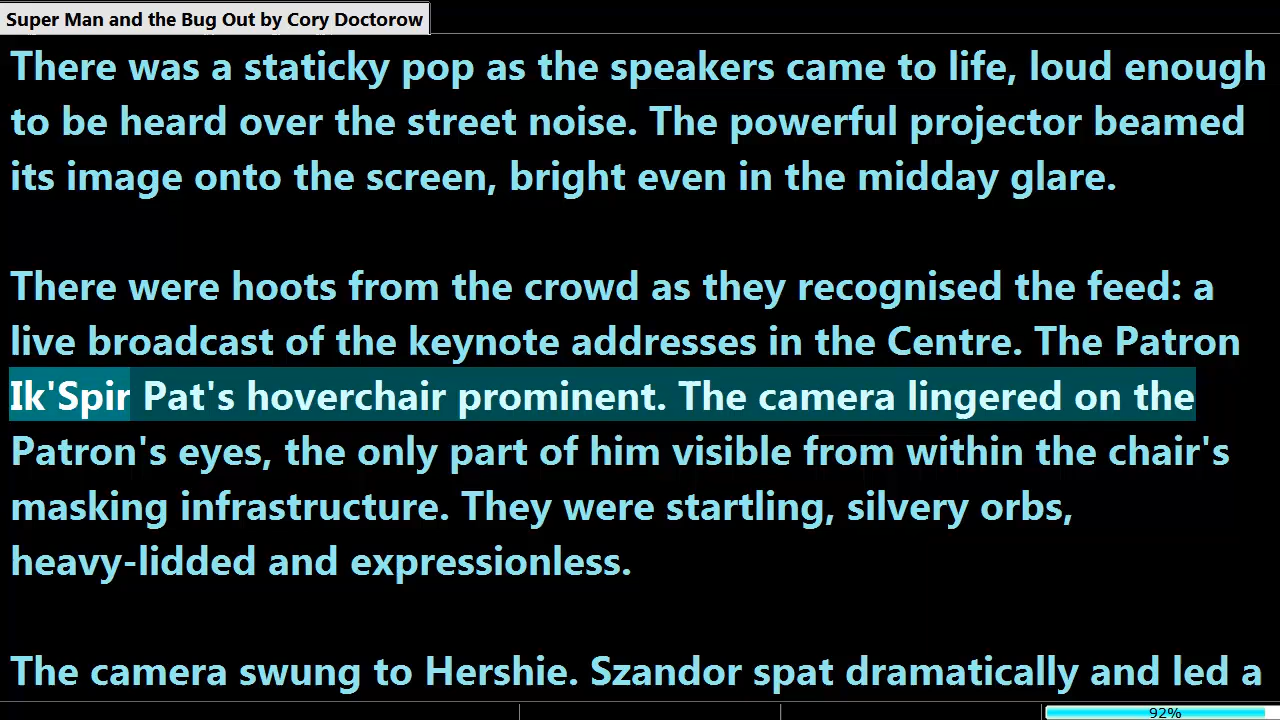 Super Man and the Bug Out by Cory Doctorow
There was a staticky pop as the speakers came to life, loud enough
to be heard over the street noise. The powerful projector beamed
its image onto the screen, bright even in the midday glare.
There were hoots from the crowd as they recognised the feed: a
live broadcast of the keynote addresses in the Centre. The Patron
Ik'Spir Pat's hoverchair prominent. The camera lingered on the
Patron's eyes, the only part of him visible from within the chair's
masking infrastructure. They were startling, silvery orbs,
heavy-lidded and expressionless.
The camera swung to Hershie. Szandor spat dramatically and led a
92%